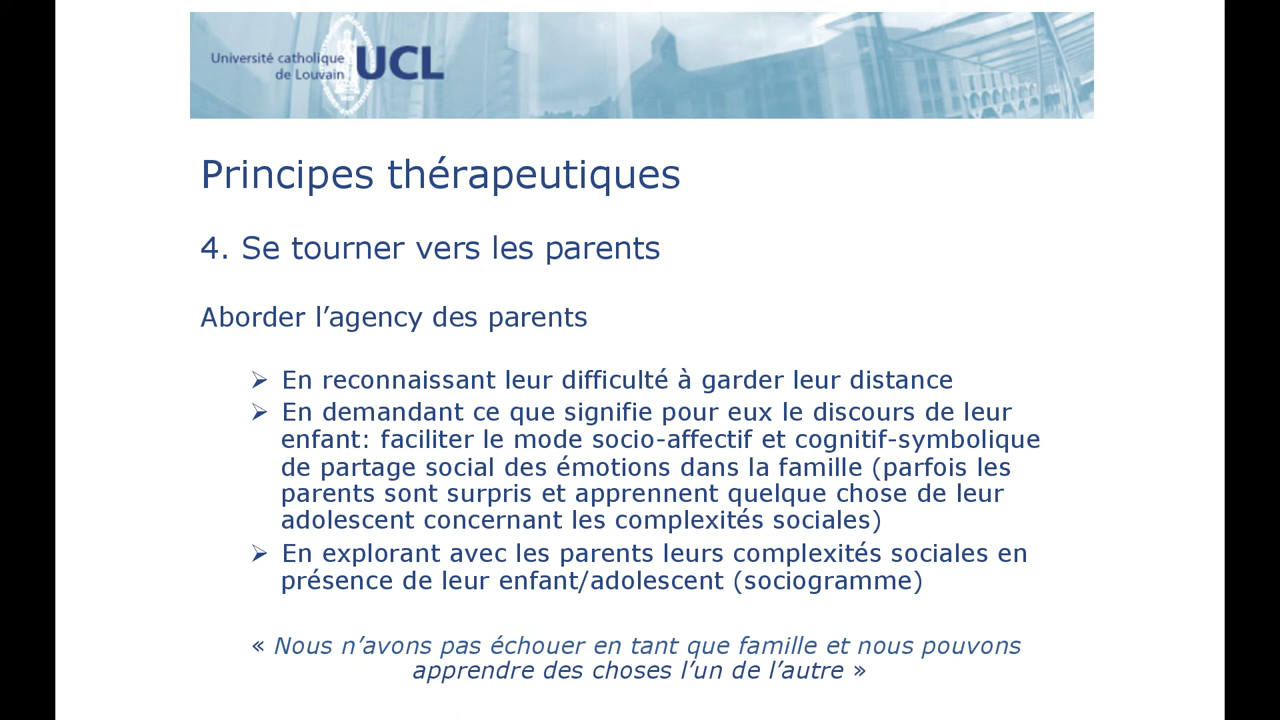 Université catholique
de Louvain
UCL
Principes thérapeutiques
4. Se tourner vers les parents
Aborder l’agency des parents
➢ En reconnaissant leur difficulté à garder leur distance
➢ En demandant ce que signifie pour eux le discours de leur
enfant: faciliter le mode socio-affectif et cognitif-symbolique
de partage social des émotions dans la famille (parfois les
parents sont surpris et apprennent quelque chose de leur
adolescent concernant les complexités sociales)
➢ En explorant avec les parents leurs complexités sociales en
présence de leur enfant/adolescent (sociogramme)
« Nous n’avons pas échouer en tant que famille et nous pouvons
apprendre des choses l’un de l’autre »